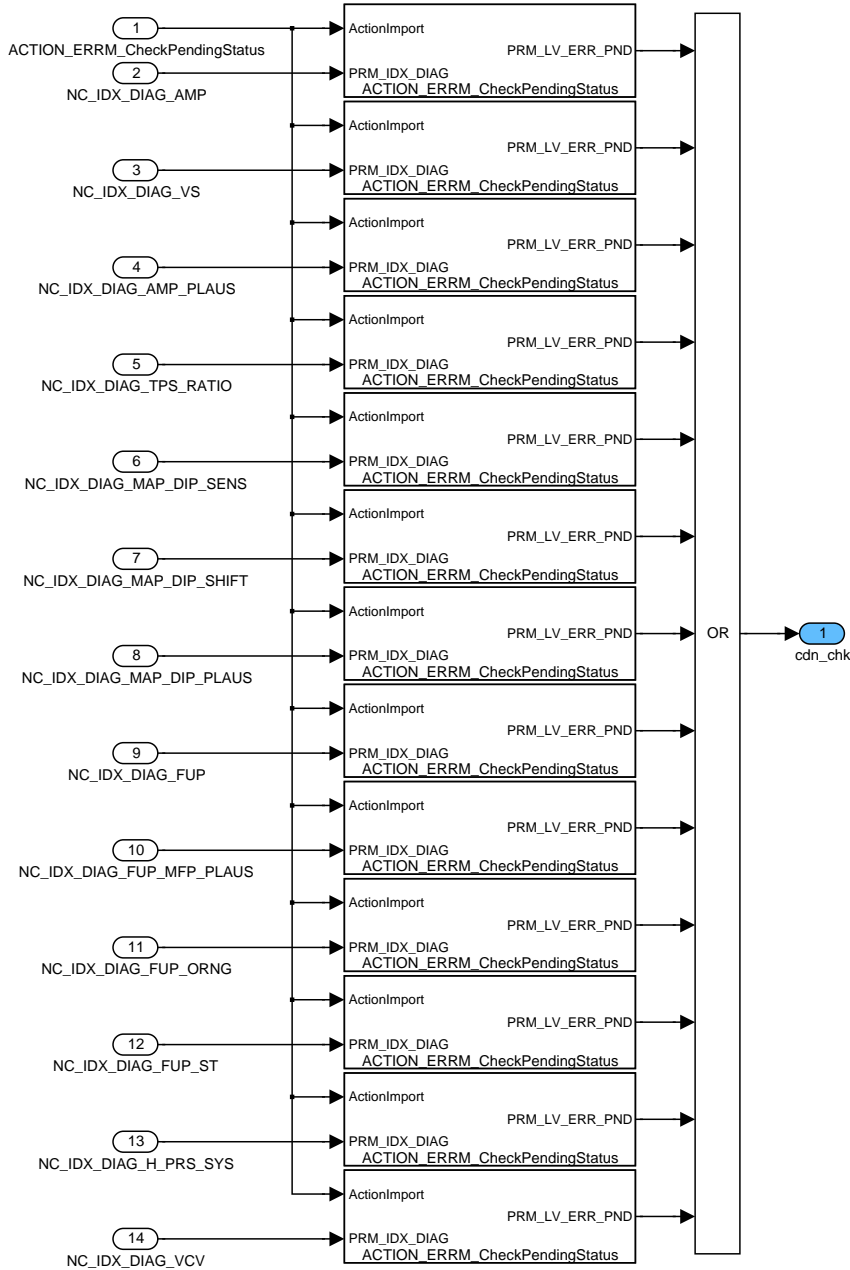 1
ActionImport
PRM_LV_ERR_PND
ACTION_ERRM_CheckPendingStatus
2
PRM_IDX_DIAG
ACTION_ERRM_CheckPendingStatus
NC_IDX_DIAG_AMP
ActionImport
PRM_LV_ERR_PND
3
PRM_IDX_DIAG
ACTION_ERRM_CheckPendingStatus
NC_IDX_DIAG_VS
ActionImport
PRM_LV_ERR_PND
4
PRM_IDX_DIAG
ACTION_ERRM_CheckPendingStatus
NC_IDX_DIAG_AMP_PLAUS
ActionImport
PRM_LV_ERR_PND
5
PRM_IDX_DIAG
ACTION_ERRM_CheckPendingStatus
NC_IDX_DIAG_TPS_RATIO
ActionImport
PRM_LV_ERR_PND
6
PRM_IDX_DIAG
ACTION_ERRM_CheckPendingStatus
NC_IDX_DIAG_MAP_DIP_SENS
ActionImport
PRM_LV_ERR_PND
7
PRM_IDX_DIAG
ACTION_ERRM_CheckPendingStatus
NC_IDX_DIAG_MAP_DIP_SHIFT
ActionImport
PRM_LV_ERR_PND
OR
1
cdn_chk
8
PRM_IDX_DIAG
ACTION_ERRM_CheckPendingStatus
NC_IDX_DIAG_MAP_DIP_PLAUS
ActionImport
PRM_LV_ERR_PND
9
PRM_IDX_DIAG
ACTION_ERRM_CheckPendingStatus
NC_IDX_DIAG_FUP
ActionImport
PRM_LV_ERR_PND
10
PRM_IDX_DIAG
ACTION_ERRM_CheckPendingStatus
NC_IDX_DIAG_FUP_MFP_PLAUS
ActionImport
PRM_LV_ERR_PND
11
PRM_IDX_DIAG
ACTION_ERRM_CheckPendingStatus
NC_IDX_DIAG_FUP_ORNG
ActionImport
PRM_LV_ERR_PND
12
PRM_IDX_DIAG
ACTION_ERRM_CheckPendingStatus
NC_IDX_DIAG_FUP_ST
ActionImport
PRM_LV_ERR_PND
13
PRM_IDX_DIAG
ACTION_ERRM_CheckPendingStatus
NC_IDX_DIAG_H_PRS_SYS
ActionImport
PRM_LV_ERR_PND
14
PRM_IDX_DIAG
ACTION_ERRM_CheckPendingStatus
NC_IDX_DIAG_VCV